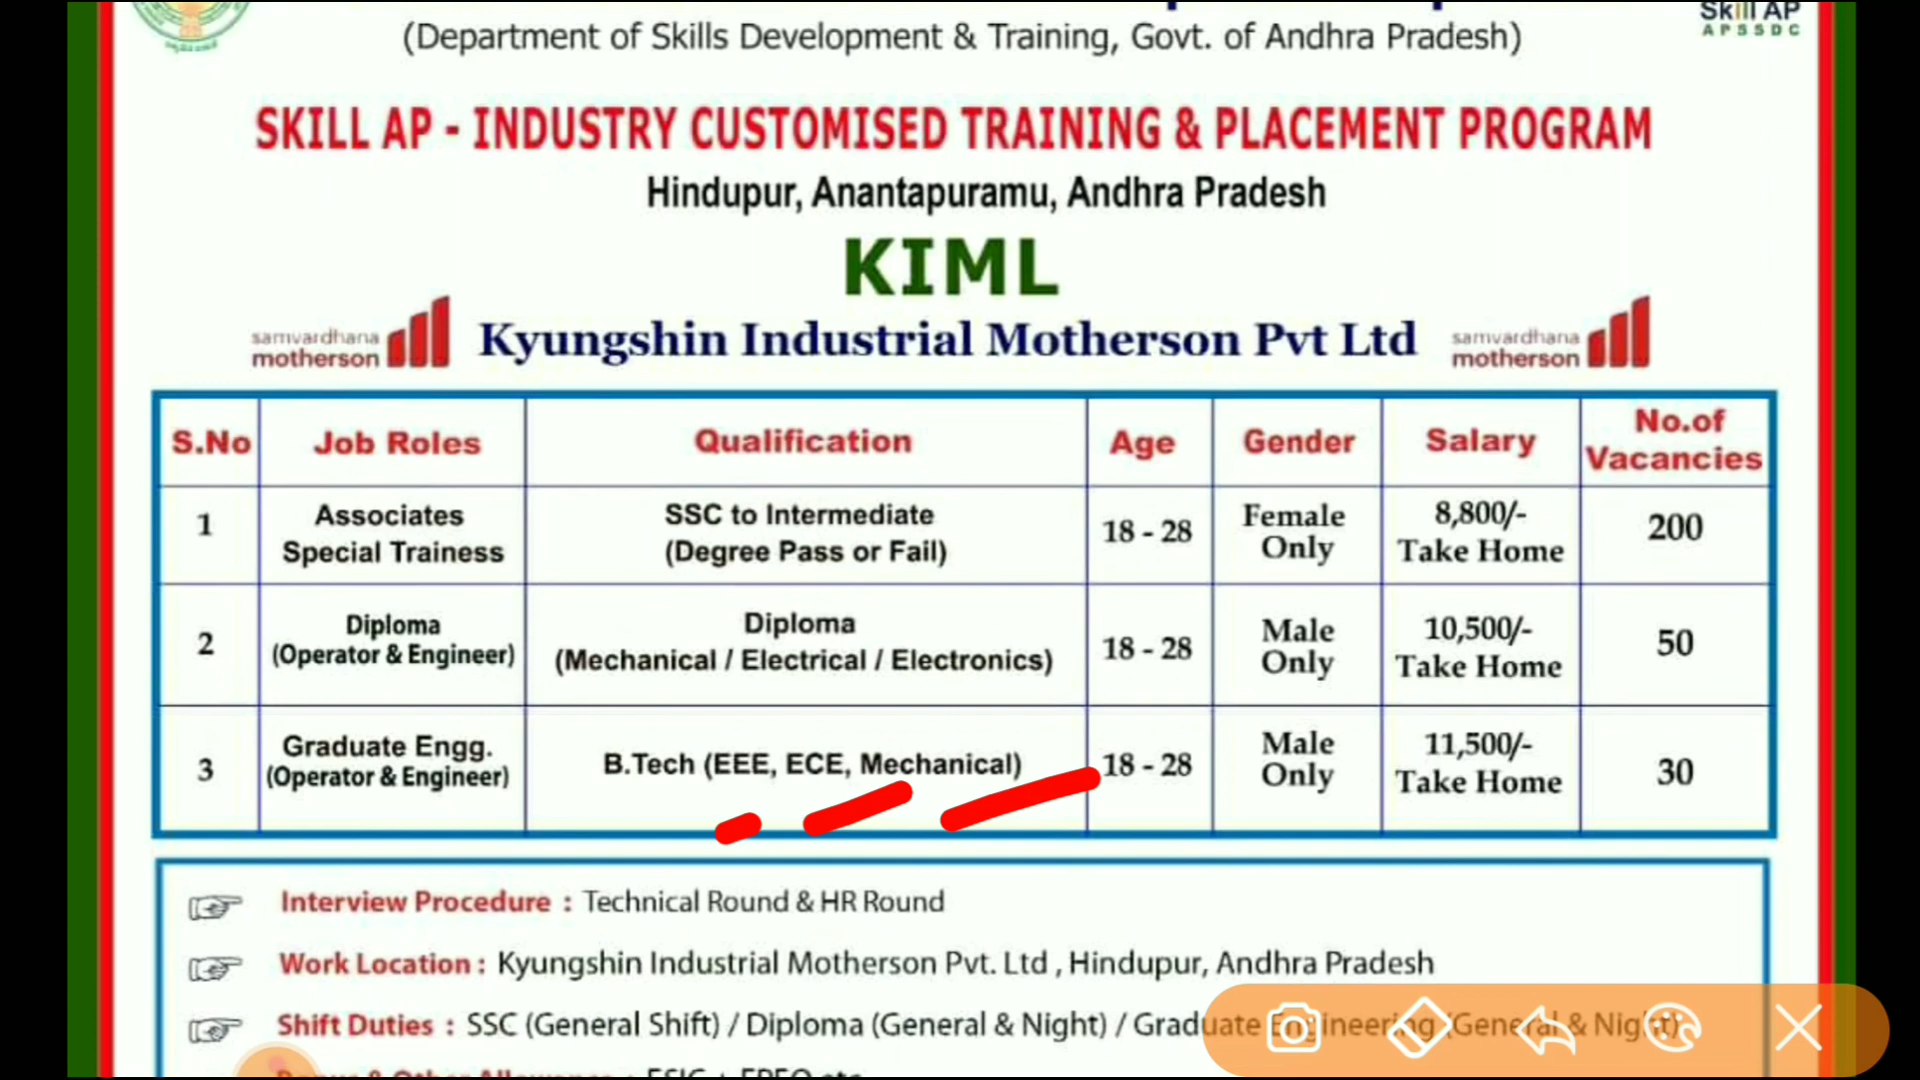 Skill AP
APSSDC
(Department of Skills Development & Training, Govt. of Andhra Pradesh)
SKILL AP - INDUSTRY CUSTOMISED TRAINING & PLACEMENT PROGRAM
Hindupur, Anantapuramu, Andhra Pradesh
KIML
samvardhana
motherson
Kyungshin Industrial Motherson Pvt Ltd
samvardhana
motherson
S.No Job Roles Qualification Age Gender Salary No.of Vacancies
1 Associates Special Trainess SSC to Intermediate (Degree Pass or Fail) 18 - 28 Female Only 8,800/- Take Home 200
2 Diploma (Operator & Engineer) Diploma (Mechanical / Electrical / Electronics) 18 - 28 Male Only 10,500/- Take Home 50
3 Graduate Engg. (Operator & Engineer) B.Tech (EEE, ECE, Mechanical) 18 - 28 Male Only 11,500/- Take Home 30
Interview Procedure : Technical Round & HR Round
Work Location : Kyungshin Industrial Motherson Pvt. Ltd , Hindupur, Andhra Pradesh
Shift Duties : SSC (General Shift) / Diploma (General & Night) / Graduate Engineering (General & Night)